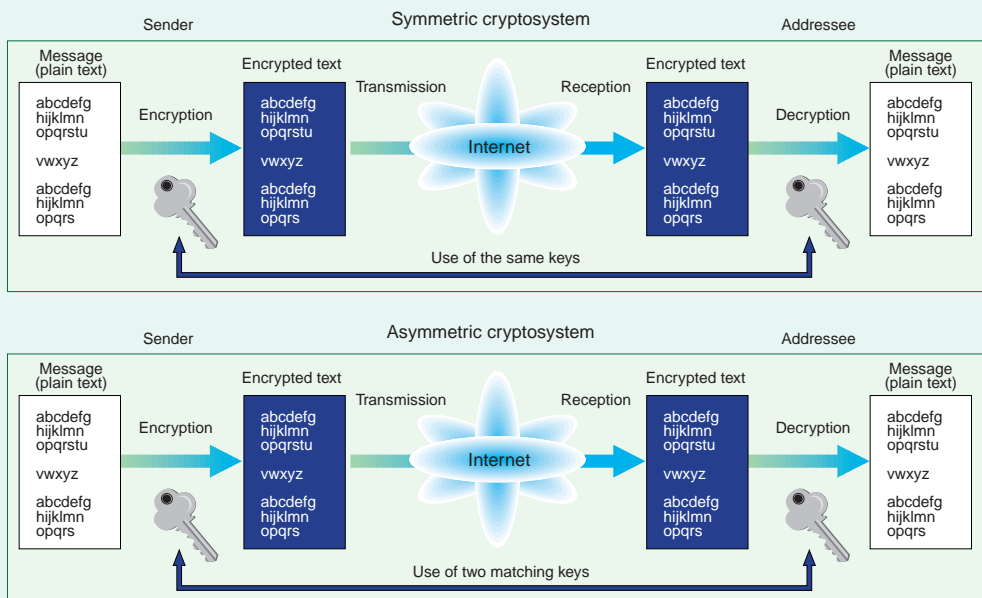 Symmetric cryptosystem
Sender
Addressee
Message
(plain text)
abcdefg
hijklmn
opqrstu
vwxyz
abcdefg
hijklmn
opqrs
Encryption
Encrypted text
abcdefg
hijklmn
opqrstu
vwxyz
abcdefg
hijklmn
opqrs
Transmission
Internet
Reception
Encrypted text
abcdefg
hijklmn
opqrstu
vwxyz
abcdefg
hijklmn
opqrs
Decryption
Message
(plain text)
abcdefg
hijklmn
opqrstu
vwxyz
abcdefg
hijklmn
opqrs
Use of the same keys
Asymmetric cryptosystem
Sender
Addressee
Message
(plain text)
abcdefg
hijklmn
opqrstu
vwxyz
abcdefg
hijklmn
opqrs
Encryption
Encrypted text
abcdefg
hijklmn
opqrstu
vwxyz
abcdefg
hijklmn
opqrs
Transmission
Internet
Reception
Encrypted text
abcdefg
hijklmn
opqrstu
vwxyz
abcdefg
hijklmn
opqrs
Decryption
Message
(plain text)
abcdefg
hijklmn
opqrstu
vwxyz
abcdefg
hijklmn
opqrs
Use of two matching keys